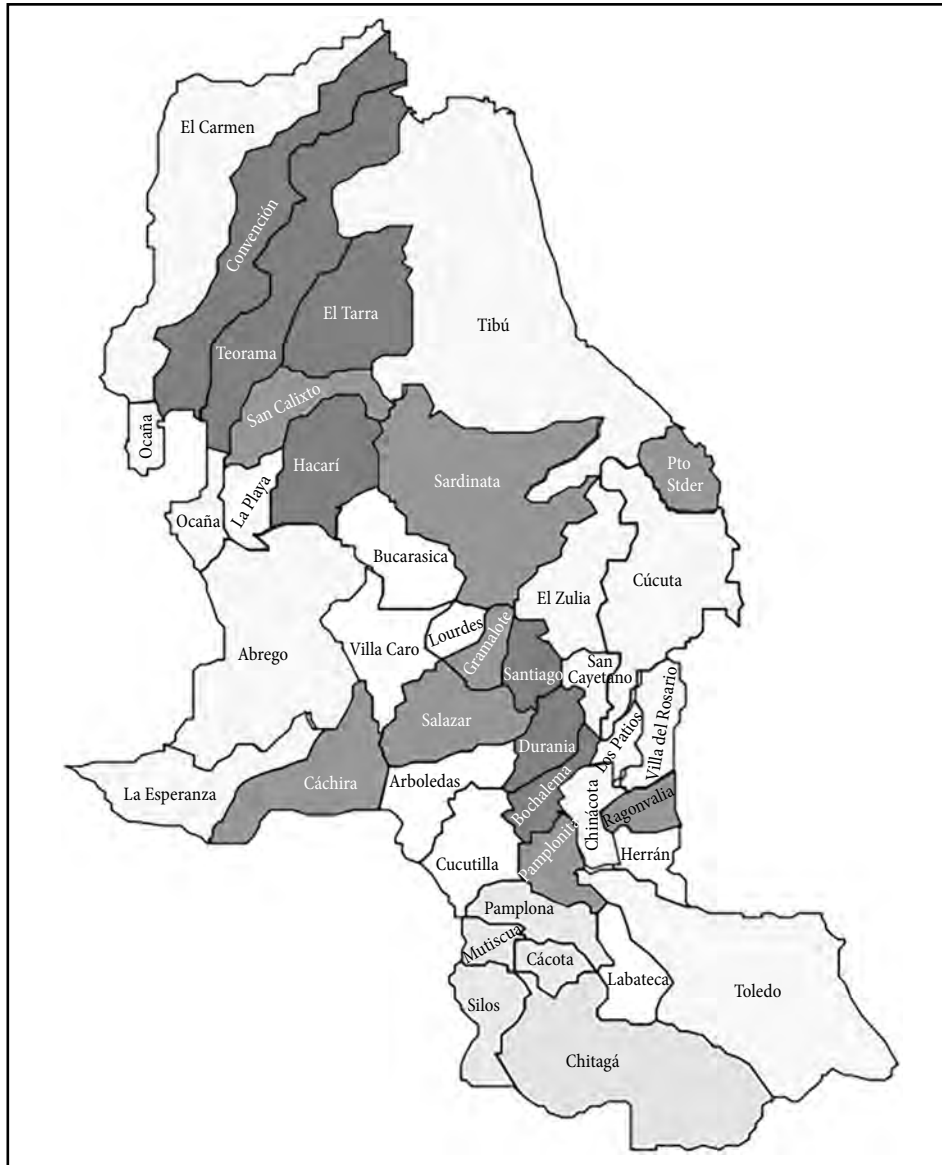 El Carmen
Convención
El Tarra
Tibú
Teorama
San Calixto
Ocaña
Hacarí
Pto
Stder
Sardinata
La Playa
Ocaña
Bucarasica
Cúcuta
El Zulia
Lourdes
Gramalote
Villa Caro
Abrego
San
Cayetano
Santiago
Villa del Rosario
Salazar
Los Patios
Durania
Cáchira
Arboledas
La Esperanza
Bochalema
Chinácota
Ragonvalia
Pamplonita
Herrán
Cucutilla
Pamplona
Mutiscua
Cácota
Labateca
Toledo
Silos
Chitagá